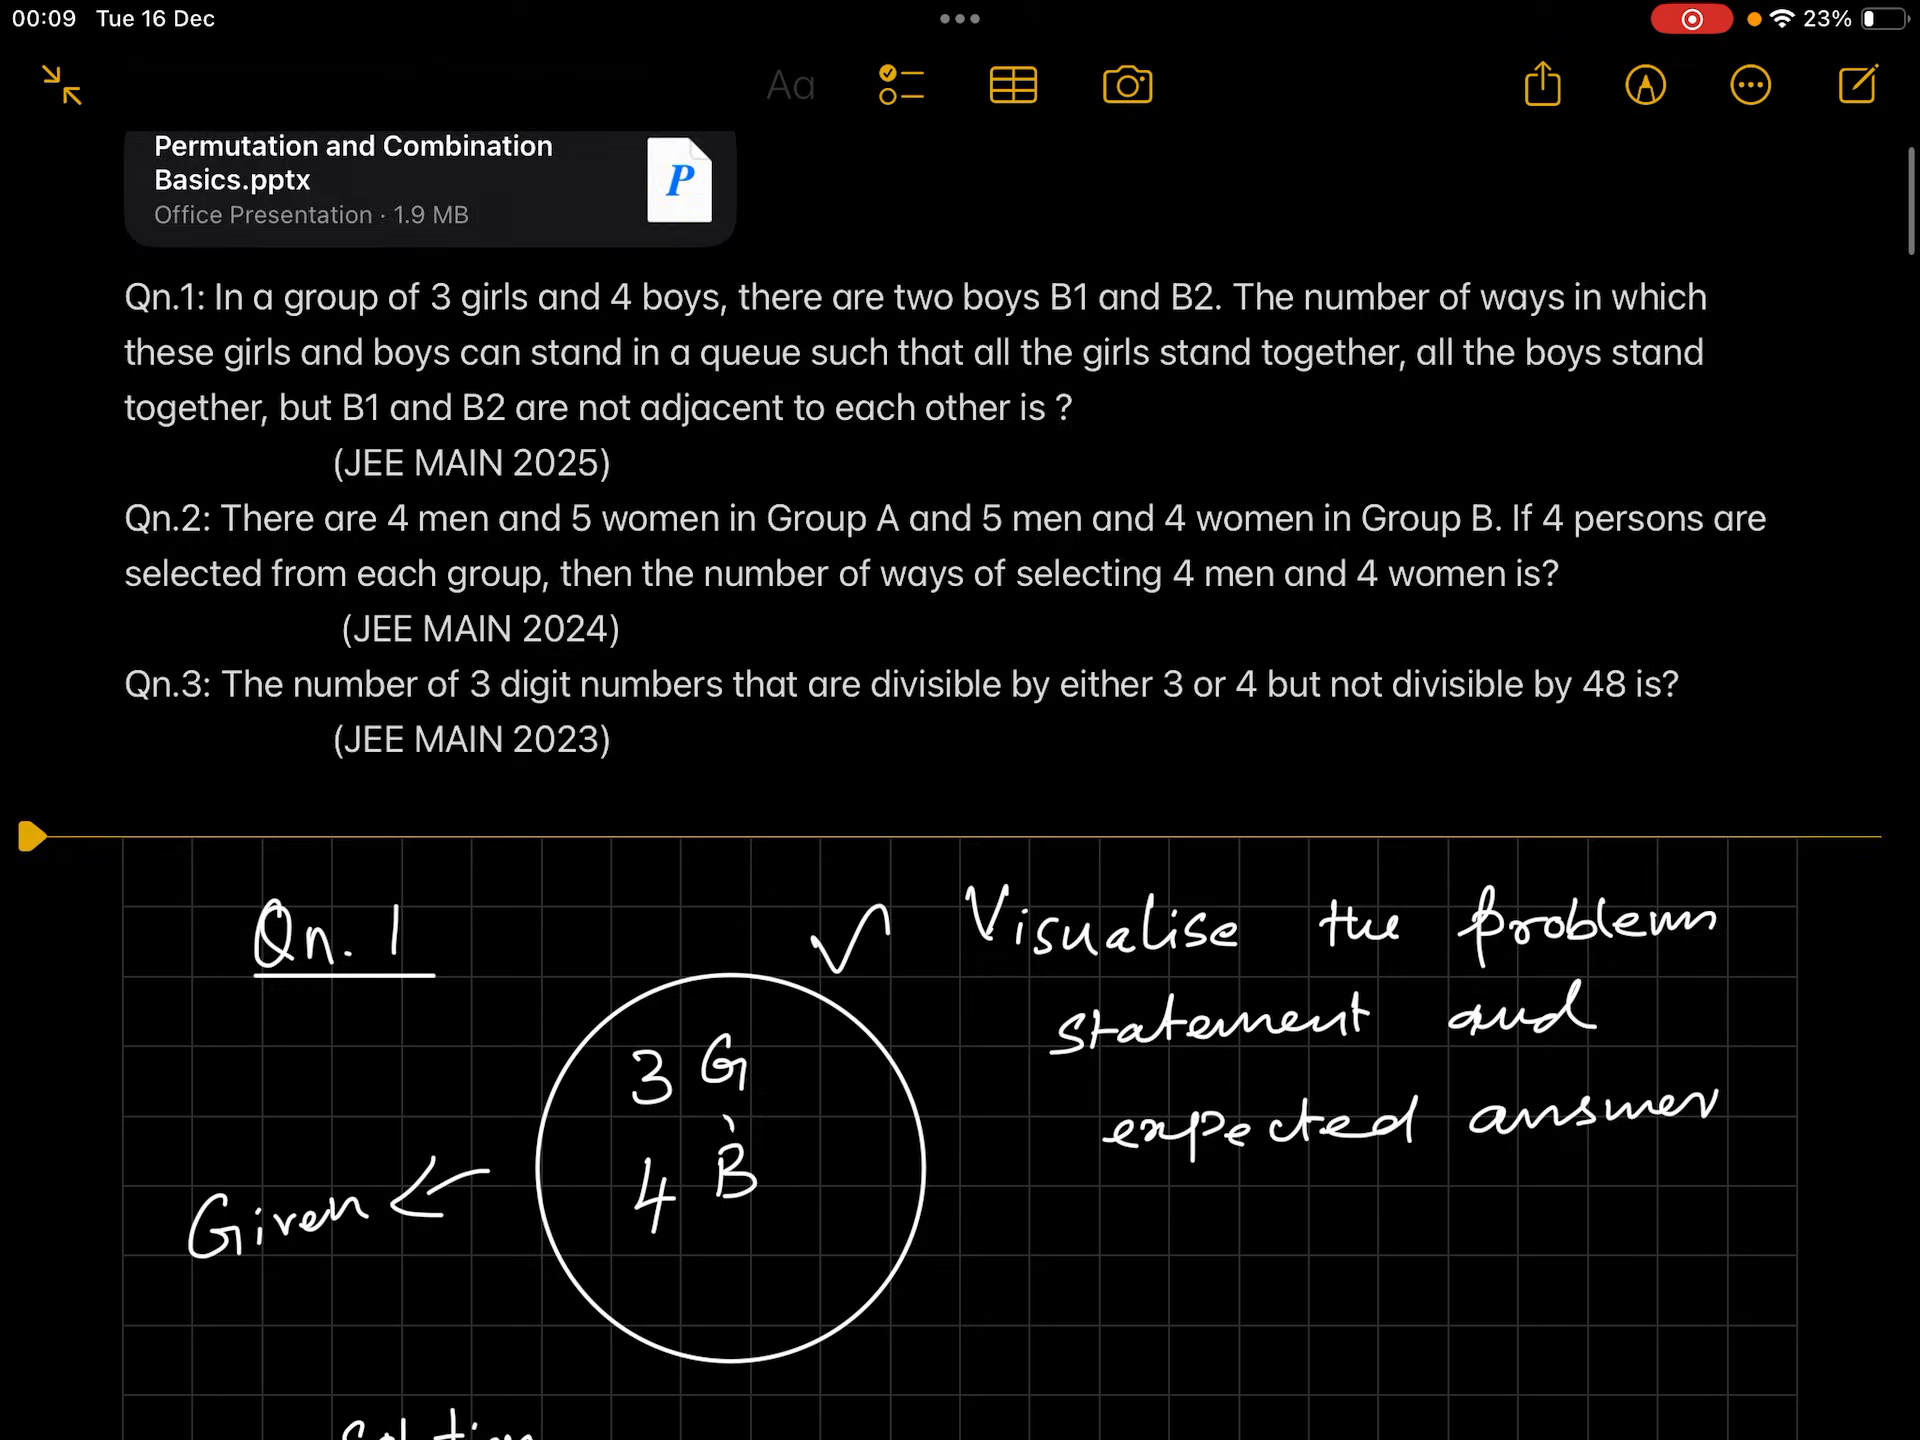 00:09 Tue 16 Dec 23%
Aa
Permutation and Combination
Basics.pptx
P
Office Presentation · 1.9 MB
Qn.1: In a group of 3 girls and 4 boys, there are two boys B1 and B2. The number of ways in which
these girls and boys can stand in a queue such that all the girls stand together, all the boys stand
together, but B1 and B2 are not adjacent to each other is ?
(JEE MAIN 2025)
Qn.2: There are 4 men and 5 women in Group A and 5 men and 4 women in Group B. If 4 persons are
selected from each group, then the number of ways of selecting 4 men and 4 women is?
(JEE MAIN 2024)
Qn.3: The number of 3 digit numbers that are divisible by either 3 or 4 but not divisible by 48 is?
(JEE MAIN 2023)
Qn. 1
Visualise the problem
statement and
expected answer
3 G
4 B
Given
Solution